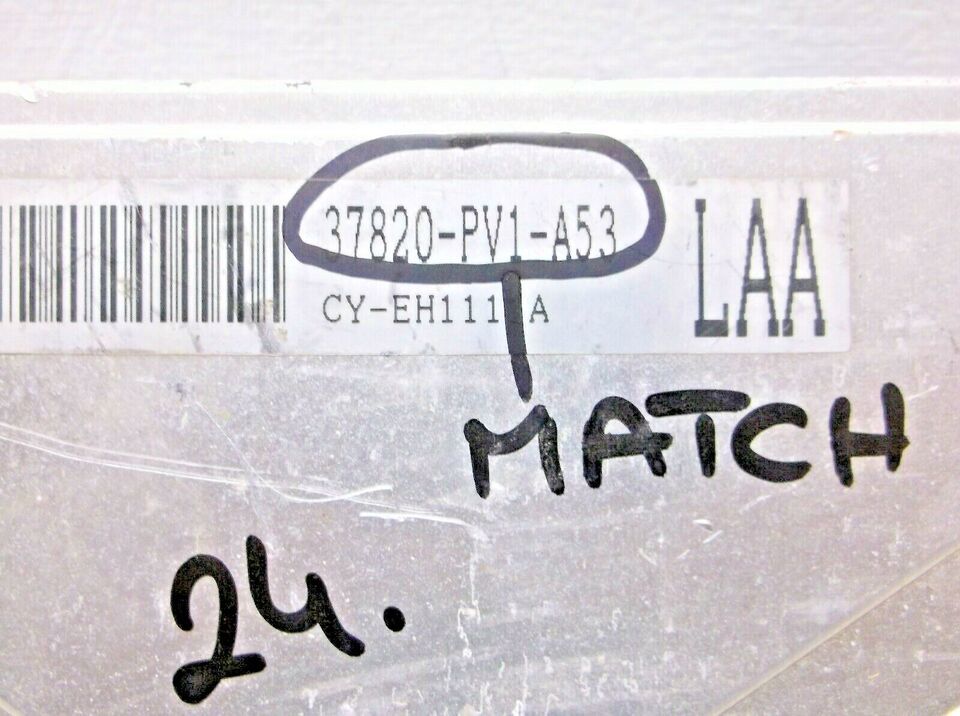 37820-PV1-A53
LAA
CY-EH111 A
MATCH
24.